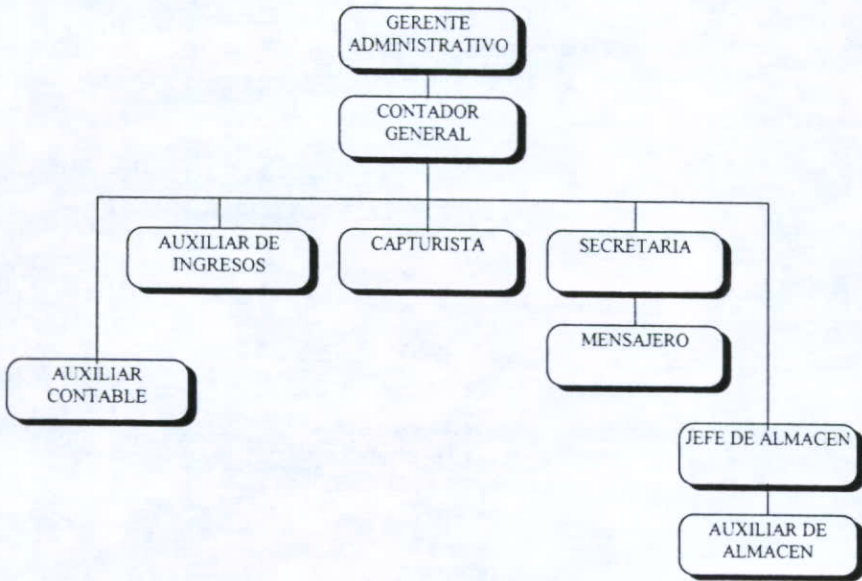 GERENTE
ADMINISTRATIVO
CONTADOR
GENERAL
AUXILIAR DE
INGRESOS
CAPTURISTA
SECRETARIA
MENSAJERO
AUXILIAR
CONTABLE
JEFE DE ALMACEN
AUXILIAR DE
ALMACEN